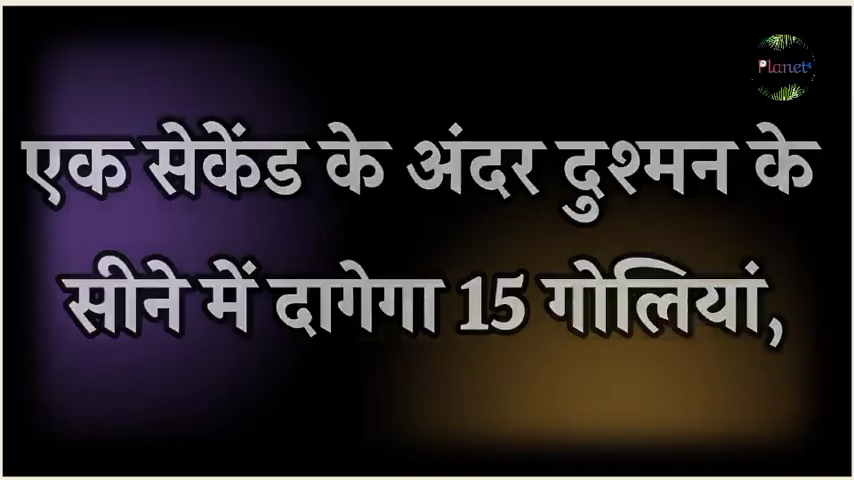 Planet
एक सेकेंड के अंदर दुश्मन के
सीने में दागेगा 15 गोलियां,